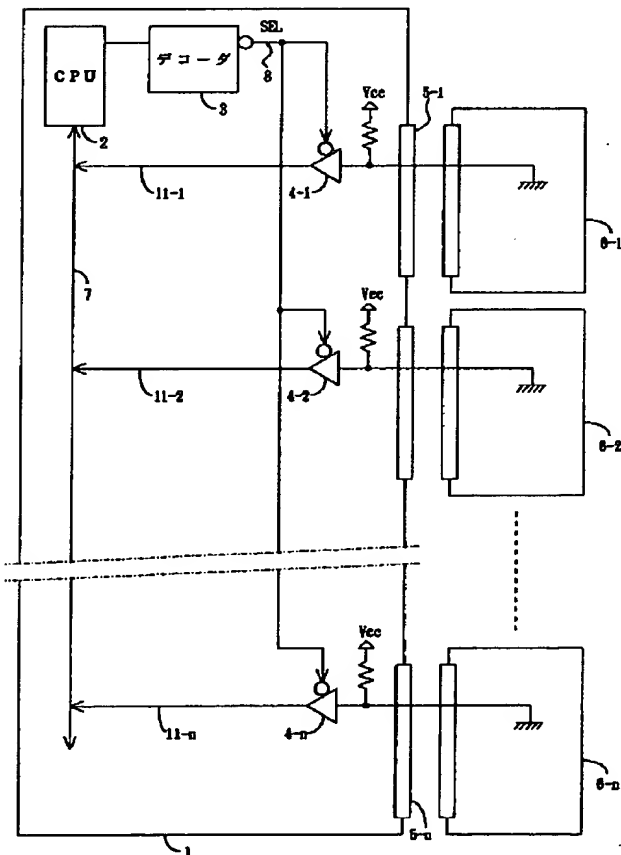 SEL
CPU
デコーダ
8
2
3
Vcc
5-1
11-1
4-1
6-1
7
Vcc
11-2
4-2
6-2
Vcc
11-n
4-n
5-n
6-n
1